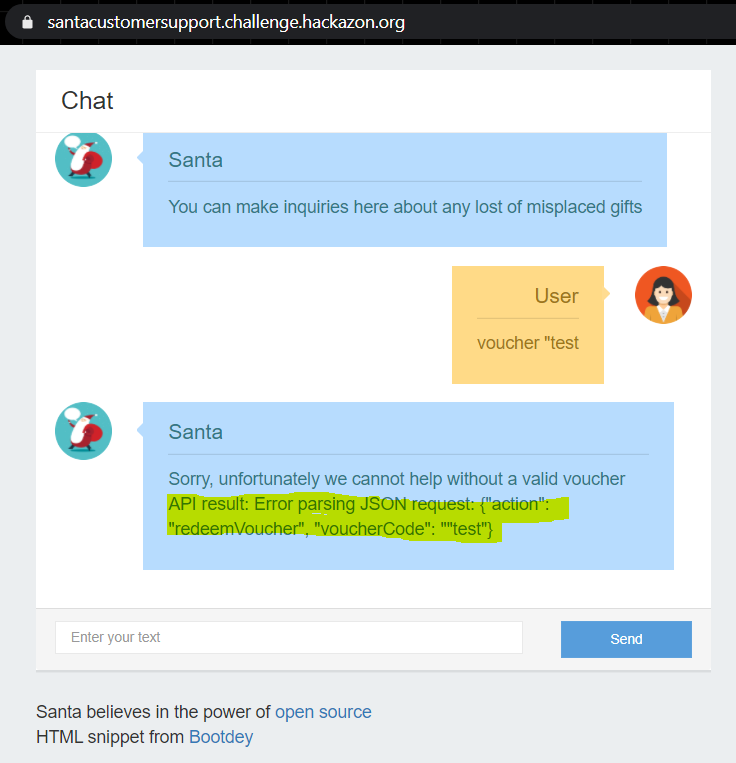 santacustomersupport.challenge.hackazon.org
Chat
Santa
You can make inquiries here about any lost of misplaced gifts
User
voucher "test
Santa
Sorry, unfortunately we cannot help without a valid voucher
API result: Error parsing JSON request: {"action":
"redeemVoucher", "voucherCode": ""test"}
Enter your text
Send
Santa believes in the power of open source
HTML snippet from Bootdey